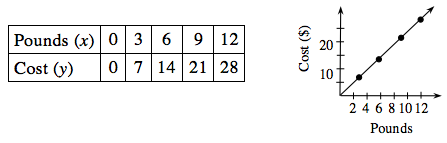 Pounds (x) 0 3 6 9 12
Cost (y) 0 7 14 21 28
Cost ($)
20
10
2 4 6 8 10 12
Pounds